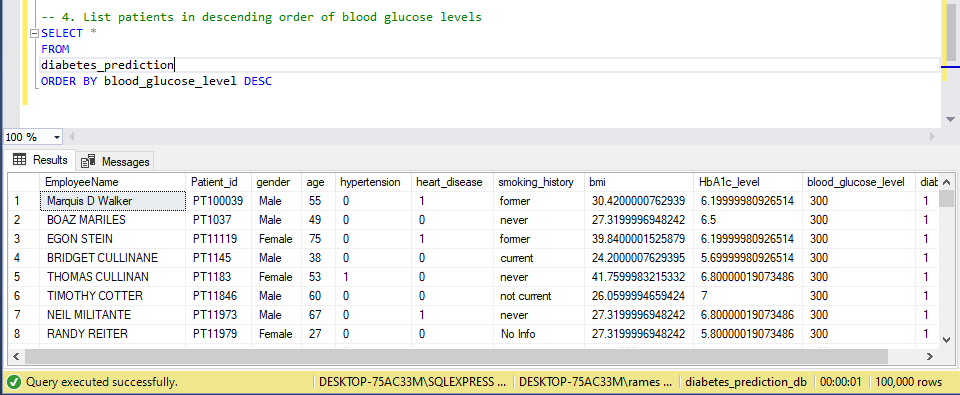 -- 4. List patients in descending order of blood glucose levels
SELECT *
FROM
diabetes_prediction
ORDER BY blood_glucose_level DESC
100 %
Results Messages
EmployeeName Patient_id gender age hypertension heart_disease smoking_history bmi HbA1c_level blood_glucose_level diab
1 Marquis D Walker PT100039 Male 55 0 1 former 30.4200000762939 6.19999980926514 300 1
2 BOAZ MARILES PT1037 Male 49 0 0 never 27.3199996948242 6.5 300 1
3 EGON STEIN PT11119 Female 75 0 1 former 39.8400001525879 6.19999980926514 300 1
4 BRIDGET CULLINANE PT1145 Male 38 0 0 current 24.2000007629395 5.69999980926514 300 1
5 THOMAS CULLINAN PT1183 Female 53 1 0 never 41.7599983215332 6.80000019073486 300 1
6 TIMOTHY COTTER PT11846 Male 60 0 0 not current 26.0599994659424 7 300 1
7 NEIL MILITANTE PT11973 Male 67 0 1 never 27.3199996948242 6.80000019073486 300 1
8 RANDY REITER PT11979 Female 27 0 0 No Info 27.3199996948242 5.80000019073486 300 1
Query executed successfully. DESKTOP-75AC33M\SQLEXPRESS ... DESKTOP-75AC33M\rames ... diabetes_prediction_db 00:00:01 100,000 rows